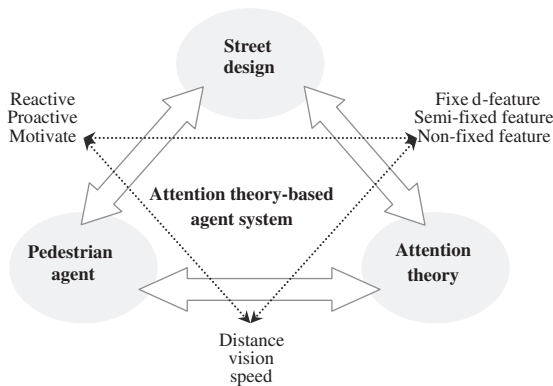 Street
design
Reactive
Proactive
Motivate
Fixe d-feature
Semi-fixed feature
Non-fixed feature
Attention theory-based
agent system
Pedestrian
agent
Attention
theory
Distance
vision
speed